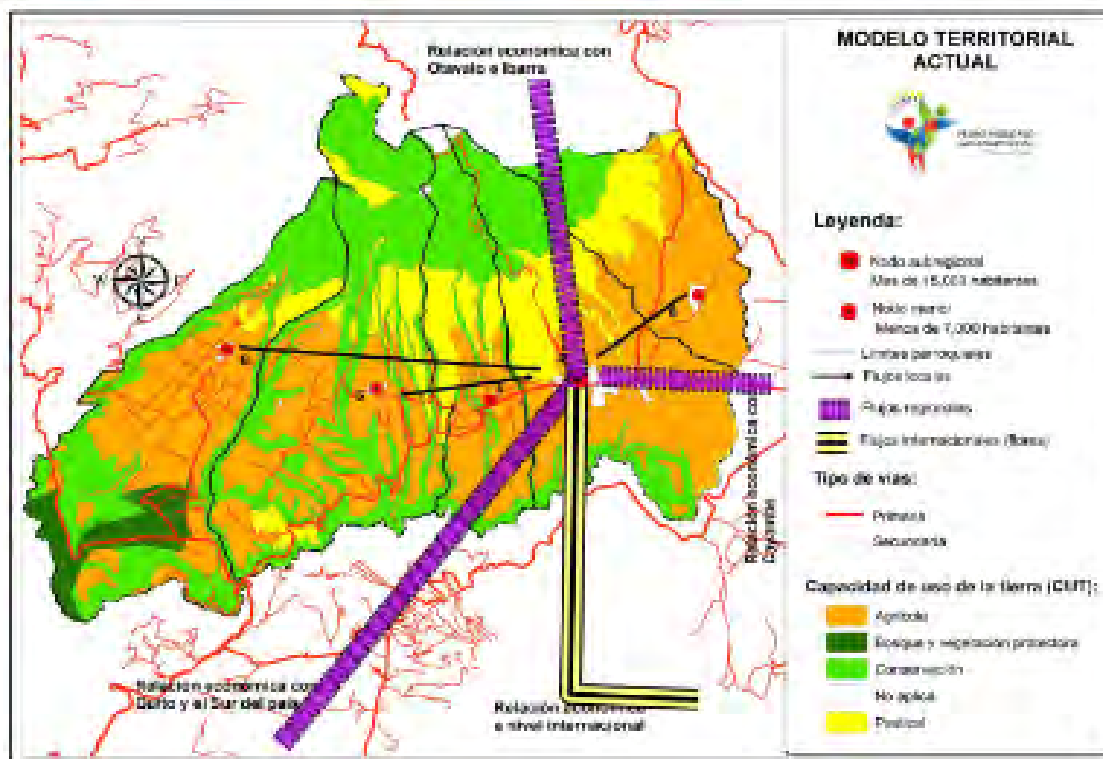 Relación económica con
Otavalo e Ibarra
MODELO TERRITORIAL
ACTUAL
Leyenda:
Nodo subregional
Mas de 15,000 habitantes
Nodo menor
Menos de 7,000 habitantes
Limites parroquiales
Flujos locales
Flujos regionales
Flujos internacionales (flores)
Tipo de vías:
Primaria
Secundaria
Capacidad de uso de la tierra (CUT):
Agrícola
Bosque y vegetación protectora
Conservación
No aplica
Pastizal
Relación económica con
Cayambe
Relación económica con
Quito y el Sur del país
Relación económica
a nivel internacional